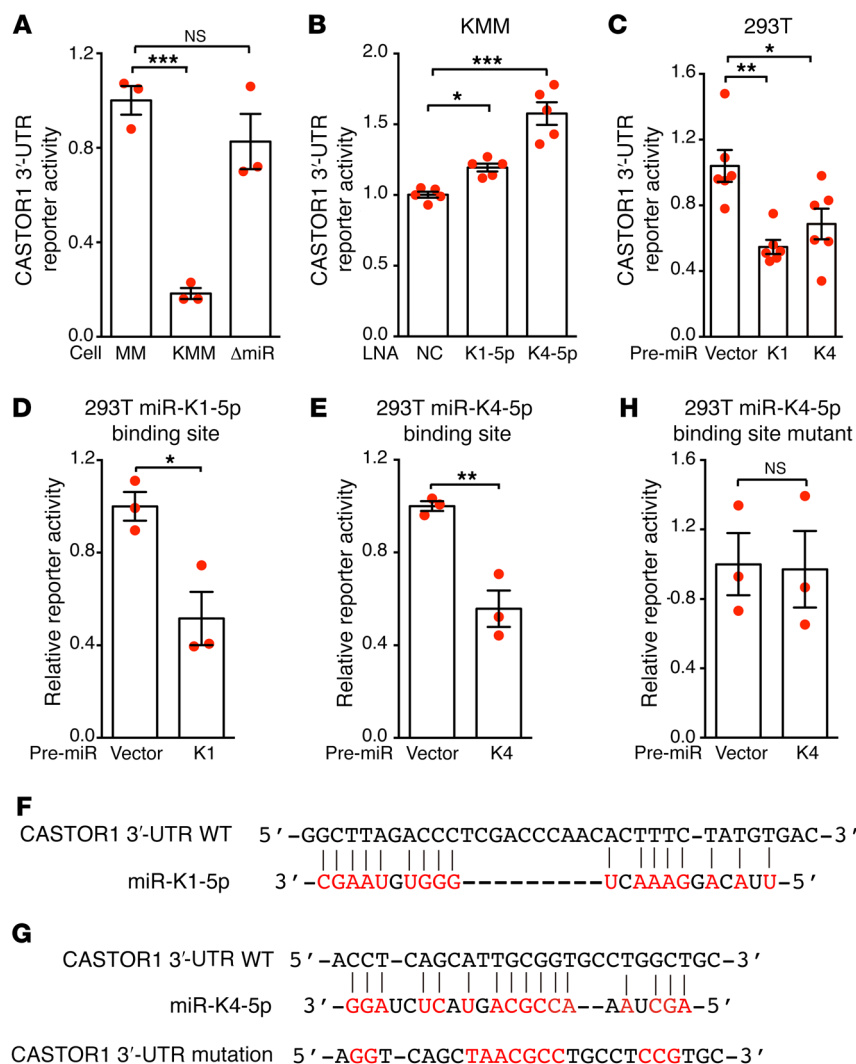 A
NS
***
1.2
0.8
0.4
0.0
CASTOR1 3′-UTR
reporter activity
Cell MM KMM ΔmiR
B
KMM
***
*
2.0
1.5
1.0
0.5
0.0
CASTOR1 3′-UTR
reporter activity
LNA NC K1-5p K4-5p
C
293T
*
**
1.6
1.2
0.8
0.4
0.0
CASTOR1 3′-UTR
reporter activity
Pre-miR Vector K1 K4
D
293T miR-K1-5p
binding site
*
1.2
0.8
0.4
0.0
Relative reporter activity
Pre-miR Vector K1
E
293T miR-K4-5p
binding site
**
1.2
0.8
0.4
0.0
Relative reporter activity
Pre-miR Vector K4
H
293T miR-K4-5p
binding site mutant
NS
1.6
1.2
-0.8
0.4
0.0
Relative reporter activity
Pre-miR Vector K4
F
CASTOR1 3′-UTR WT 5′-GGCTTAGACCCTCGACCCAACACTTTC-TATGTGAC-3′
miR-K1-5p 3′-CGAAUGUGGG----------UCAAAGGACAUU-5′
G
CASTOR1 3′-UTR WT 5′-ACCT-CAGCATTGCGGTGCCTGGCTGC-3′
miR-K4-5p 3′-GGAUCUCAUGACGCCA--AAUCGA-5′
CASTOR1 3′-UTR mutation 5′-AGGT-CAGCTAACGCCTGCCTCCGTGC-3′